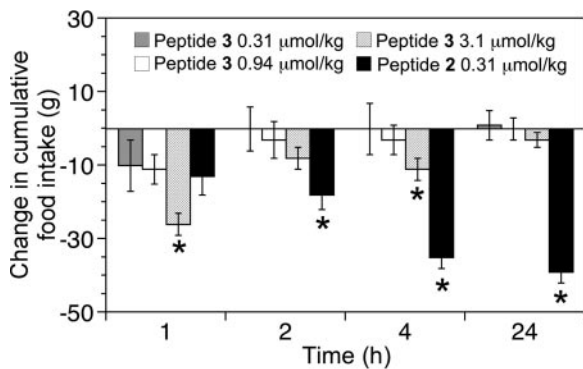 30
Peptide 3 0.31 μmol/kg
Peptide 3 3.1 μmol/kg
Peptide 3 0.94 μmol/kg
Peptide 2 0.31 μmol/kg
10
-10
-30
-50
Change in cumulative
food intake (g)
*
*
*
*
*
1
2
4
24
Time (h)